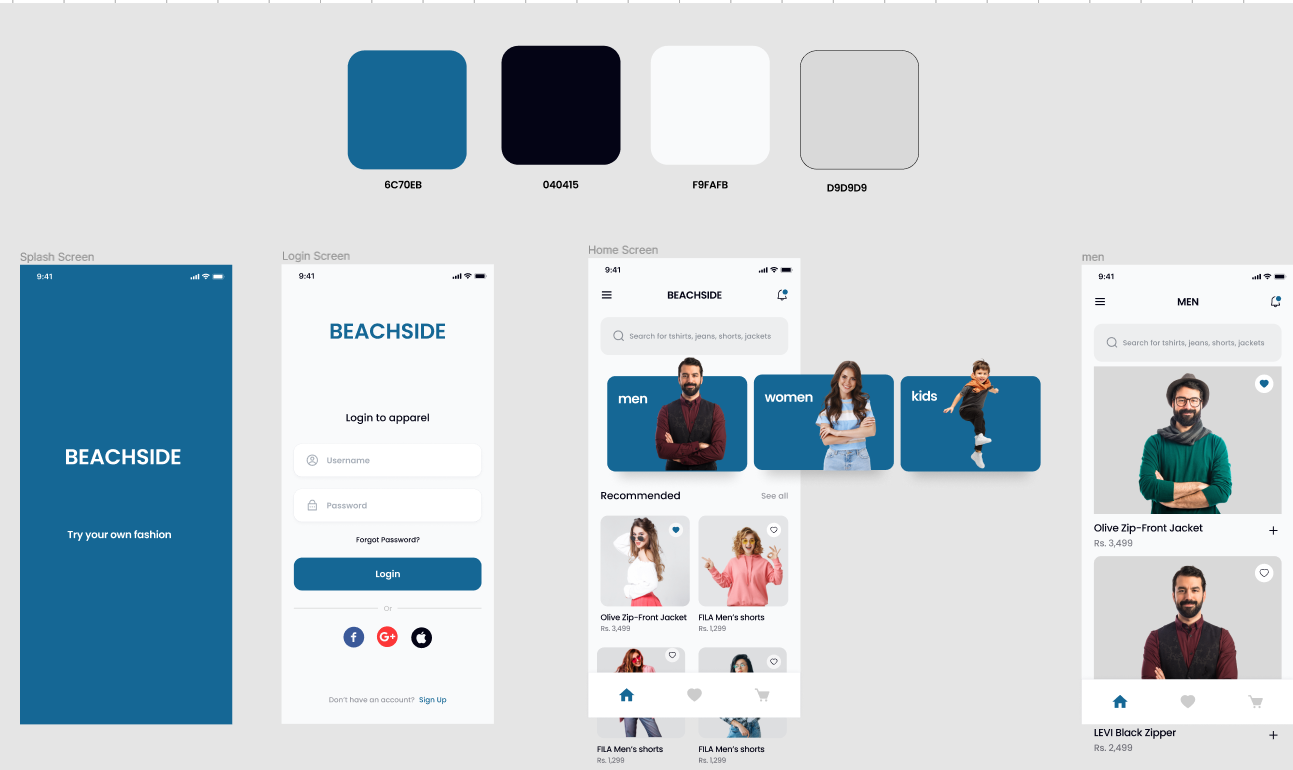 6C70EB
040415
F9FAFB
D9D9D9
Splash Screen
9:41
BEACHSIDE
Try your own fashion
Login Screen
9:41
BEACHSIDE
Login to apparel
Username
Password
Forgot Password?
Login
Or
f
G+
Don't have an account? Sign Up
Home Screen
9:41
BEACHSIDE
Search for tshirts, jeans, shorts, jackets
men
women
kids
Recommended
See all
Olive Zip-Front Jacket
Rs. 3,499
FILA Men's shorts
Rs. 1,299
FILA Men's shorts
Rs. 1,299
FILA Men's shorts
Rs. 1,299
men
9:41
MEN
Search for tshirts, jeans, shorts, jackets
Olive Zip-Front Jacket
+
Rs. 3,499
LEVI Black Zipper
+
Rs. 2,499